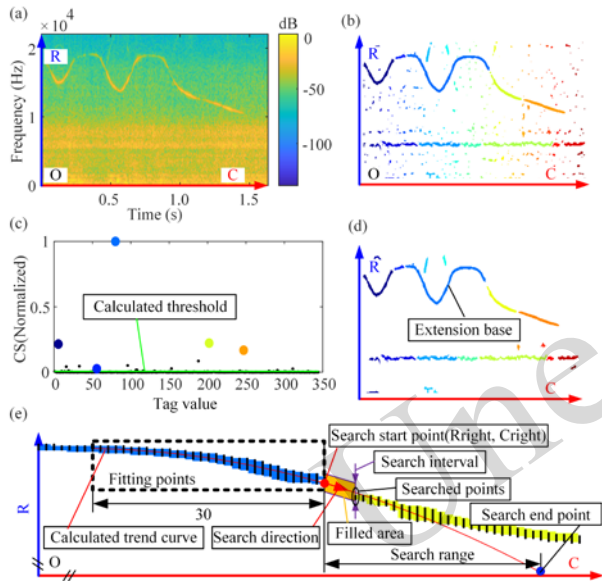 (a)
2 × 10⁴
dB
R
Frequency (Hz)
1
0
0
-50
-100
O
C
0.5
1.0
1.5
Time (s)
(b)
R
O
C
(c)
CS(Normalized)
1
0.5
0
Calculated threshold
0 50 100 150 200 250 300 350
Tag value
(d)
R
Extension base
O
C
(e)
Search start point(Rright, Cright)
Fitting points
Search interval
Searched points
30
Search end point
R
Calculated trend curve
Search direction
Filled area
Search range
O
C
Une